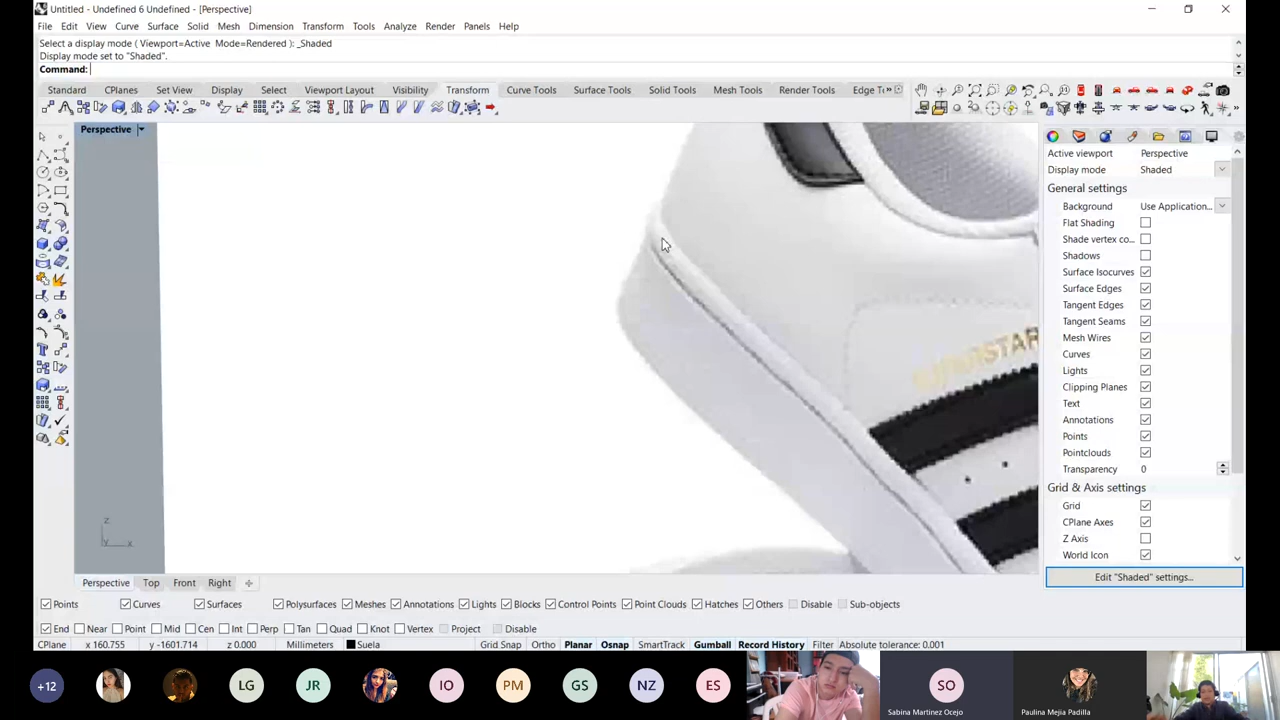 Untitled - Undefined 6 Undefined - [Perspective]
File Edit View Curve Surface Solid Mesh Dimension Transform Tools Analyze Render Panels Help
Select a display mode ( Viewport=Active Mode=Rendered ): _Shaded
Display mode set to "Shaded".
Command:
Standard CPlanes Set View Display Select Viewport Layout Visibility Transform Curve Tools Surface Tools Solid Tools Mesh Tools Render Tools Edge T
Perspective
Active viewport Perspective
Display mode Shaded
General settings
Background Use Application...
Flat Shading
Shade vertex co...
Shadows
Surface Isocurves
Surface Edges
Tangent Edges
Tangent Seams
Mesh Wires
Curves
Lights
Clipping Planes
Text
Annotations
Points
Pointclouds
Transparency 0
Grid & Axis settings
Grid
CPlane Axes
Z Axis
World Icon
Edit "Shaded" settings...
z
y x
Perspective Top Front Right
Points Curves Surfaces Polysurfaces Meshes Annotations Lights Blocks Control Points Point Clouds Hatches Others Disable Sub-objects
End Near Point Mid Cen Int Perp Tan Quad Knot Vertex Project Disable
CPlane x 160.755 y -1601.714 z 0.000 Millimeters Suela Grid Snap Ortho Planar Osnap SmartTrack Gumball Record History Filter Absolute tolerance: 0.001
+12 LG JR IO PM GS NZ ES SO
Sabina Martinez Ocejo Paulina Mejia Padilla